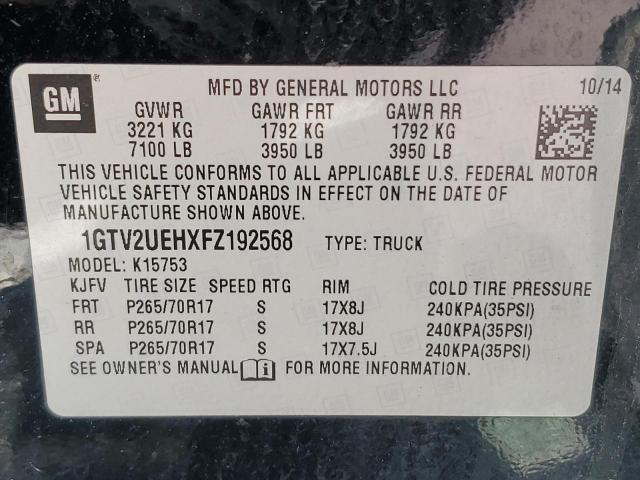 GM ®
MFD BY GENERAL MOTORS LLC 10/14
GVWR GAWR FRT GAWR RR
3221 KG 1792 KG 1792 KG
7100 LB 3950 LB 3950 LB
THIS VEHICLE CONFORMS TO ALL APPLICABLE U.S. FEDERAL MOTOR
VEHICLE SAFETY STANDARDS IN EFFECT ON THE DATE OF
MANUFACTURE SHOWN ABOVE.
1GTV2UEHXFZ192568 TYPE: TRUCK
MODEL: K15753
KJFV TIRE SIZE SPEED RTG RIM COLD TIRE PRESSURE
FRT P265/70R17 S 17X8J 240KPA(35PSI)
RR P265/70R17 S 17X8J 240KPA(35PSI)
SPA P265/70R17 S 17X7.5J 240KPA(35PSI)
SEE OWNER'S MANUAL i FOR MORE INFORMATION.